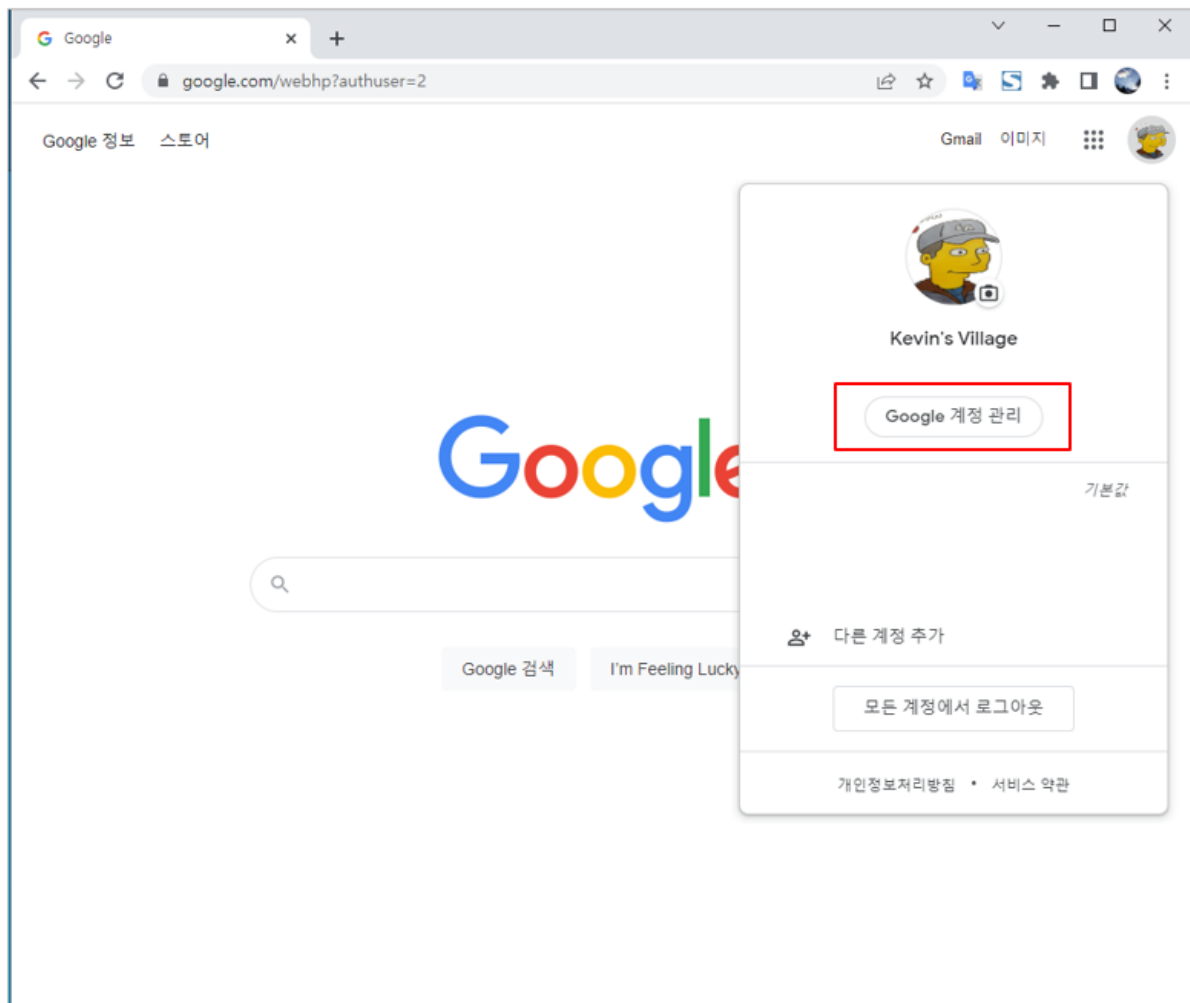 Google
google.com/webhp?authuser=2
Google 정보 스토어
Gmail 이미지
Kevin's Village
Google 계정 관리
Google
기본값
다른 계정 추가
Google 검색 I'm Feeling Lucky
모든 계정에서 로그아웃
개인정보처리방침 • 서비스 약관